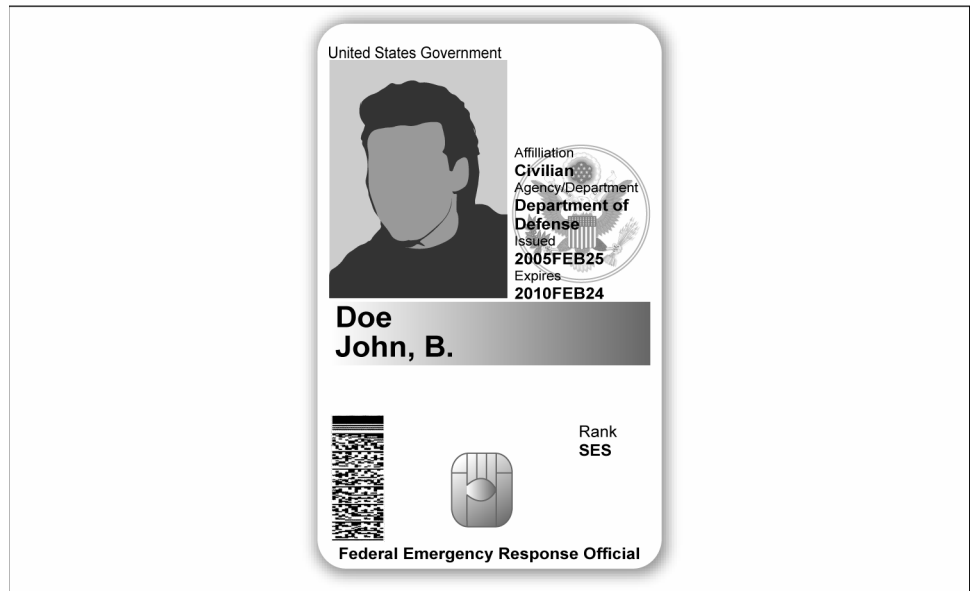 United States Government
Affilliation
Civilian
Agency/Department
Department of
Defense
Issued
2005FEB25
Expires
2010FEB24
Doe
John, B.
Rank
SES
Federal Emergency Response Official